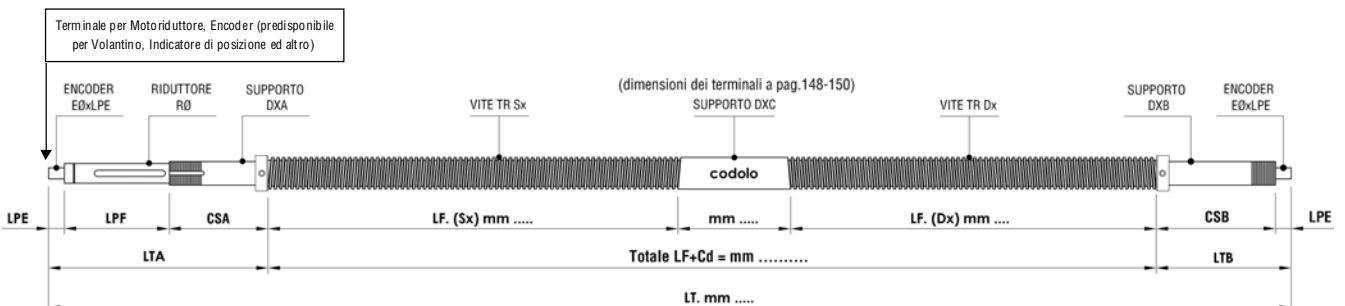 Terminale per Motoriduttore, Encoder (predisponibile
per Volantino, Indicatore di posizione ed altro)
(dimensioni dei terminali a pag.148-150)
ENCODER
EØxLPE
RIDUTTORE
RØ
SUPPORTO
DXA
VITE TR Sx
SUPPORTO DXC
VITE TR Dx
SUPPORTO
DXB
ENCODER
EØxLPE
codolo
LPE
LPF
CSA
LF. (Sx) mm .....
mm .....
LF. (Dx) mm ....
CSB
LPE
LTA
Totale LF+Cd = mm ..........
LTB
LT. mm .....